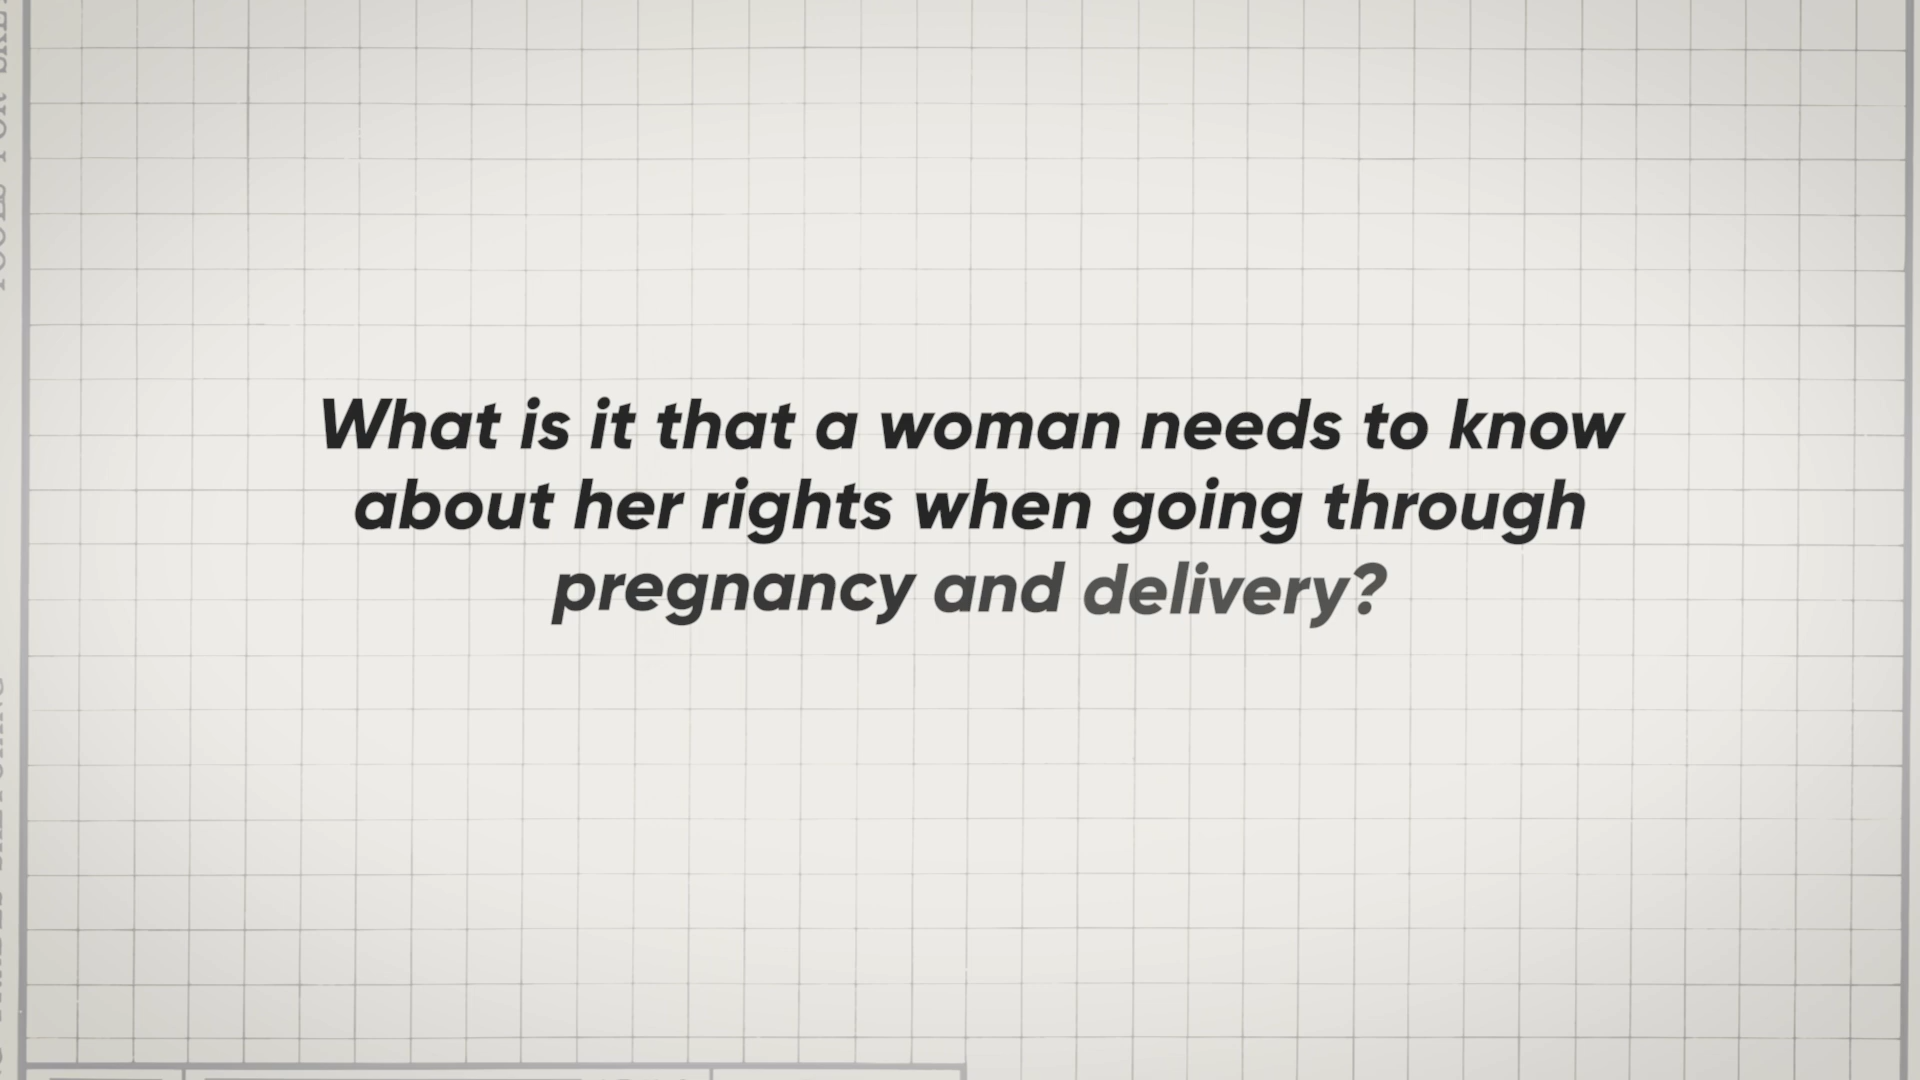 What is it that a woman needs to know
about her rights when going through
pregnancy and delivery?